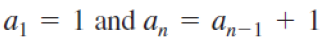 a₁ = 1 and aₙ = aₙ₋₁ + 1